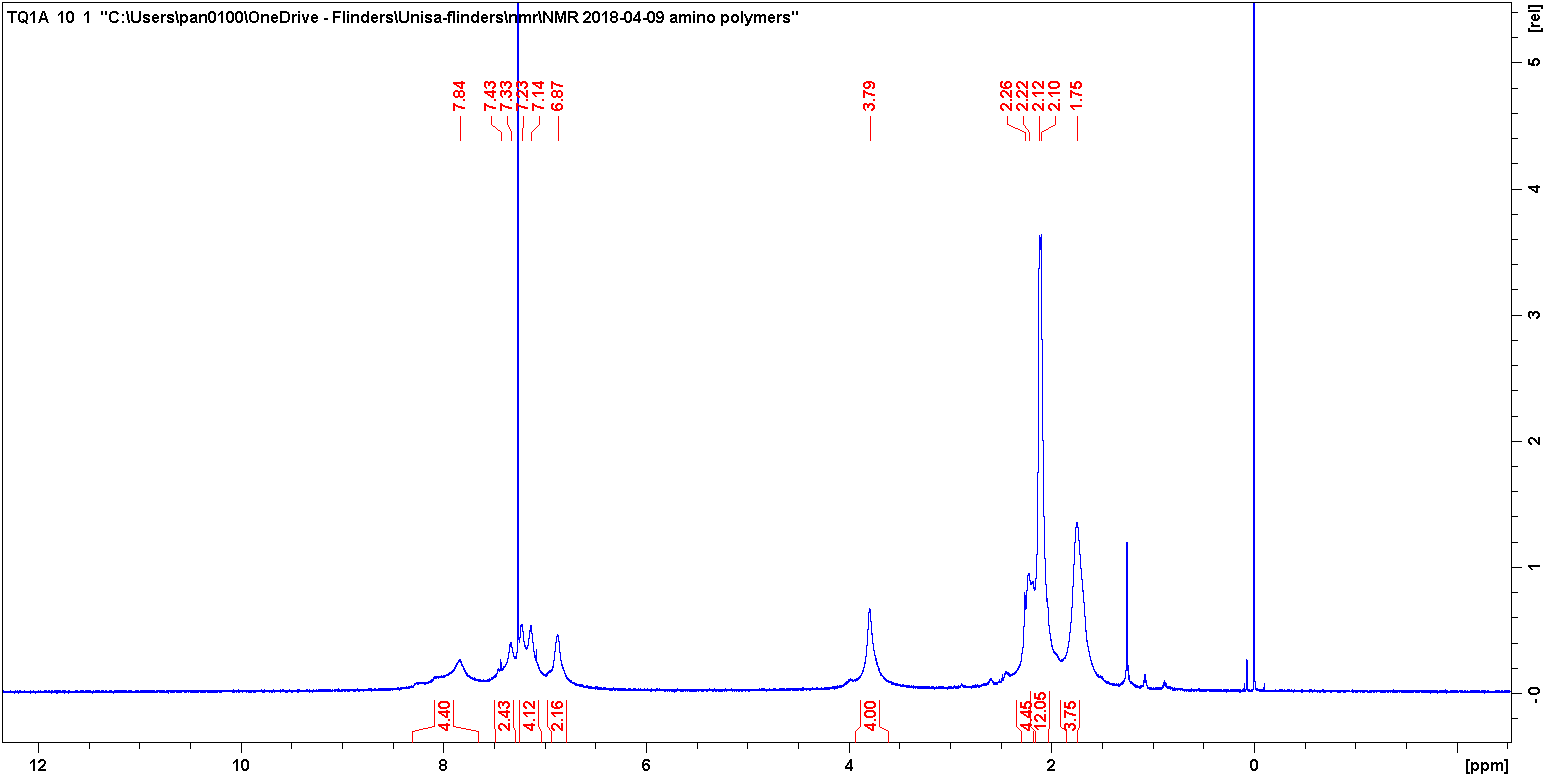 TQ1A 10 1 "C:\Users\pan0100\OneDrive - Flinders\Unisa-flinders\nmr\NMR 2018-04-09 amino polymers"
[rel]
7.84 7.43 7.33 7.23 7.14 6.87 3.79 2.26 2.22 2.12 2.10 1.75
5
4
3
2
1
-0
4.40 2.43 4.12 2.16 4.00 4.45 12.05 3.75
12 10 8 6 4 2 0 [ppm]